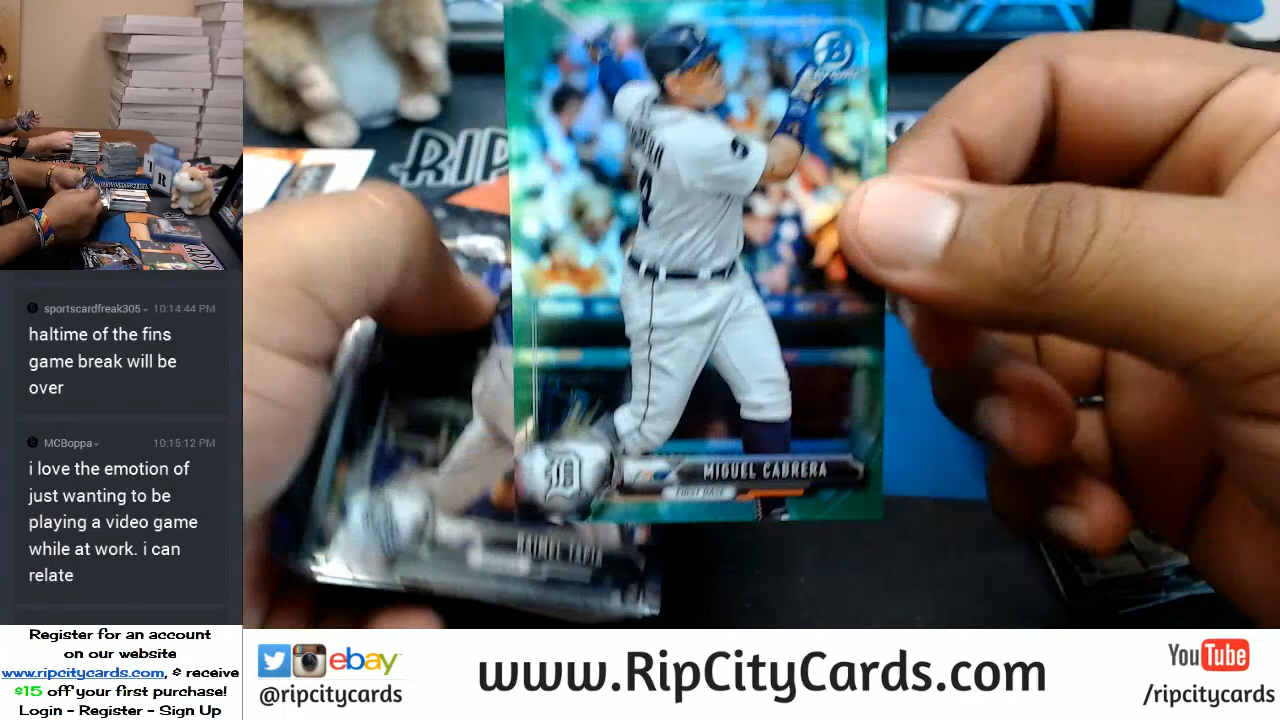 sportscardfreak305 10:14:44 PM
haltime of the fins
game break will be
over
MCBoppa 10:15:12 PM
i love the emotion of
just wanting to be
playing a video game
while at work. i can
relate
Register for an account
on our website
www.ripcitycards.com, & receive
$15 off your first purchase!
Login - Register - Sign Up
RIP
B
MIGUEL CABRERA
FIRST BASE
ebay
@ripcitycards
www.RipCityCards.com
YouTube
/ripcitycards